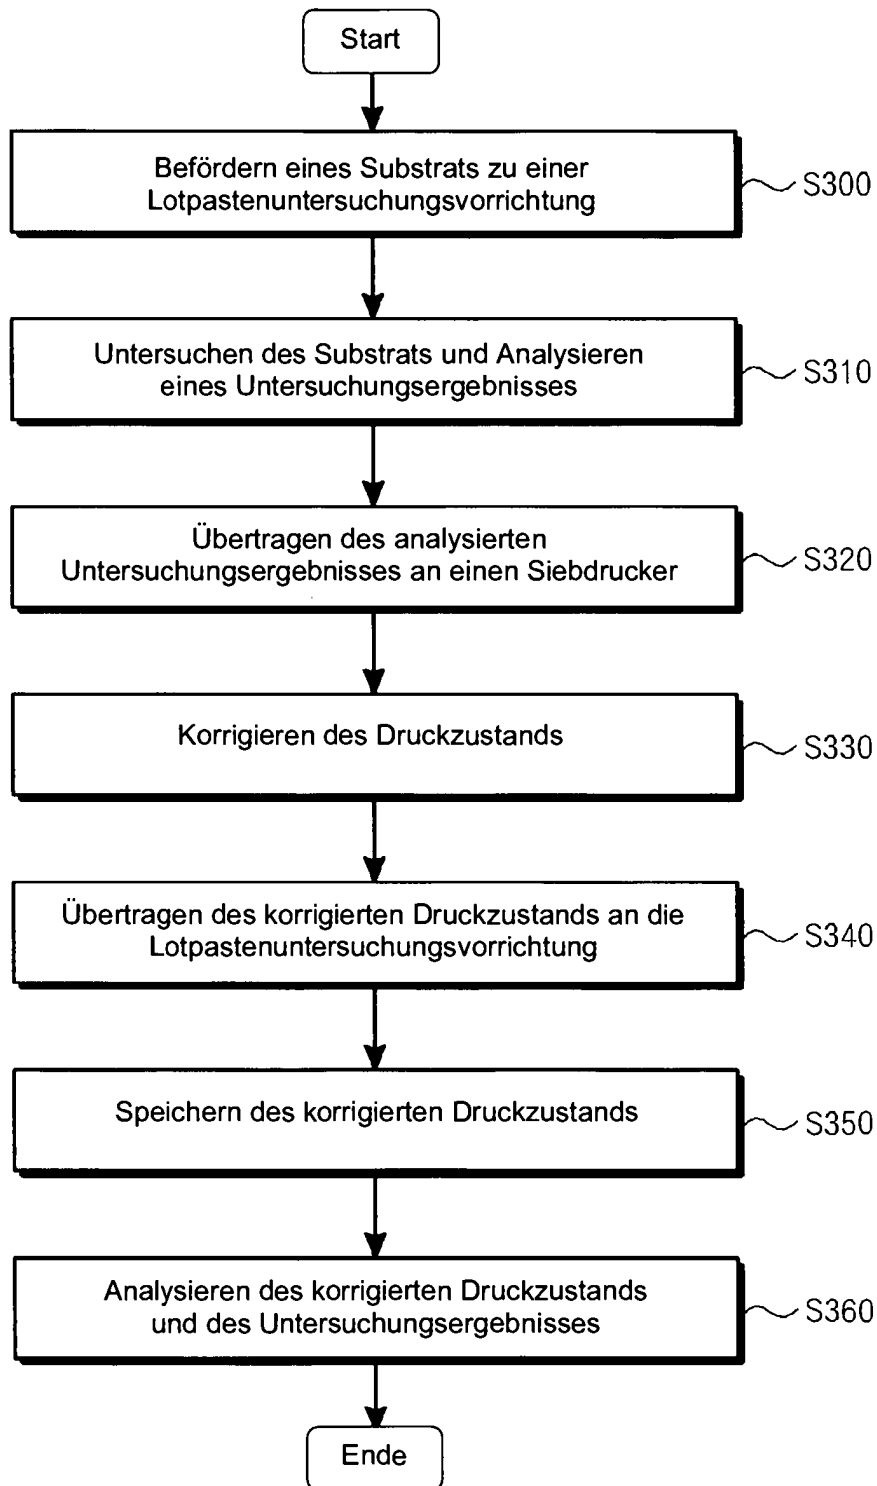 Start
Befördern eines Substrats zu einer
Lotpastenuntersuchungsvorrichtung
S300
Untersuchen des Substrats und Analysieren
eines Untersuchungsergebnisses
S310
Übertragen des analysierten
Untersuchungsergebnisses an einen Siebdrucker
S320
Korrigieren des Druckzustands
S330
Übertragen des korrigierten Druckzustands an die
Lotpastenuntersuchungsvorrichtung
S340
Speichern des korrigierten Druckzustands
S350
Analysieren des korrigierten Druckzustands
und des Untersuchungsergebnisses
S360
Ende